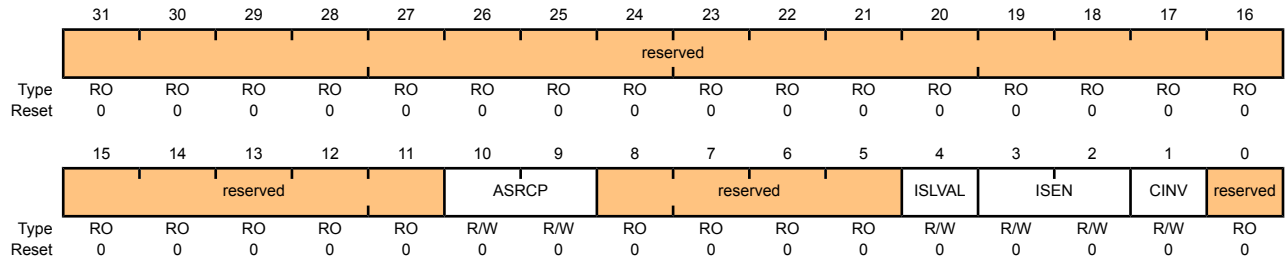 31 30 29 28 27 26 25 24 23 22 21 20 19 18 17 16
reserved
Type RO RO RO RO RO RO RO RO RO RO RO RO RO RO RO RO
Reset 0 0 0 0 0 0 0 0 0 0 0 0 0 0 0 0
15 14 13 12 11 10 9 8 7 6 5 4 3 2 1 0
reserved ASRCP reserved ISLVAL ISEN CINV reserved
Type RO RO RO RO RO R/W R/W RO RO RO RO R/W R/W R/W R/W RO
Reset 0 0 0 0 0 0 0 0 0 0 0 0 0 0 0 0